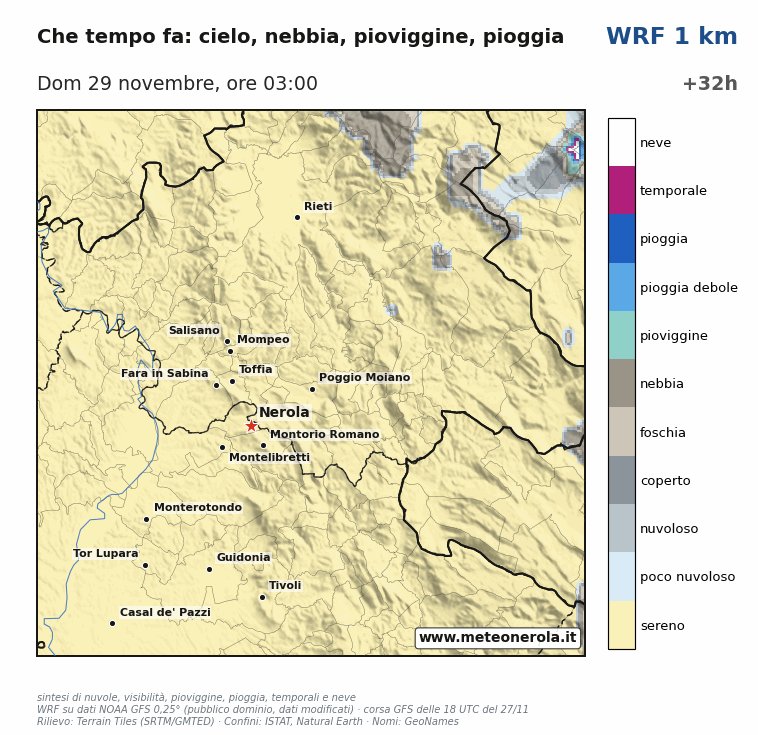 Che tempo fa: cielo, nebbia, pioviggine, pioggia
WRF 1 km
Dom 29 novembre, ore 03:00
+32h
neve
temporale
pioggia
pioggia debole
pioviggine
nebbia
foschia
coperto
nuvoloso
poco nuvoloso
sereno
Rieti
Salisano
Mompeo
Fara in Sabina
Toffia
Poggio Moiano
Nerola
Montorio Romano
Montelibretti
Monterotondo
Tor Lupara
Guidonia
Tivoli
Casal de' Pazzi
www.meteonerola.it
sintesi di nuvole, visibilità, pioviggine, pioggia, temporali e neve
WRF su dati NOAA GFS 0,25° (pubblico dominio, dati modificati) · corsa GFS delle 18 UTC del 27/11
Rilievo: Terrain Tiles (SRTM/GMTED) · Confini: ISTAT, Natural Earth · Nomi: GeoNames